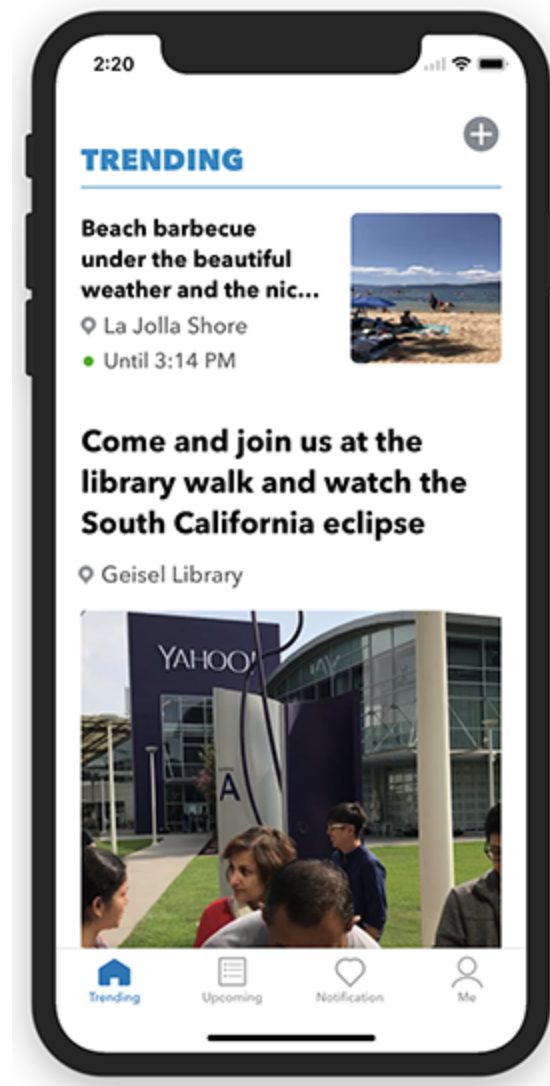 2:20
TRENDING
Beach barbecue
under the beautiful
weather and the nic...
La Jolla Shore
Until 3:14 PM
Come and join us at the
library walk and watch the
South California eclipse
Geisel Library
YAHOO!
A
Trending
Upcoming
Notification
Me